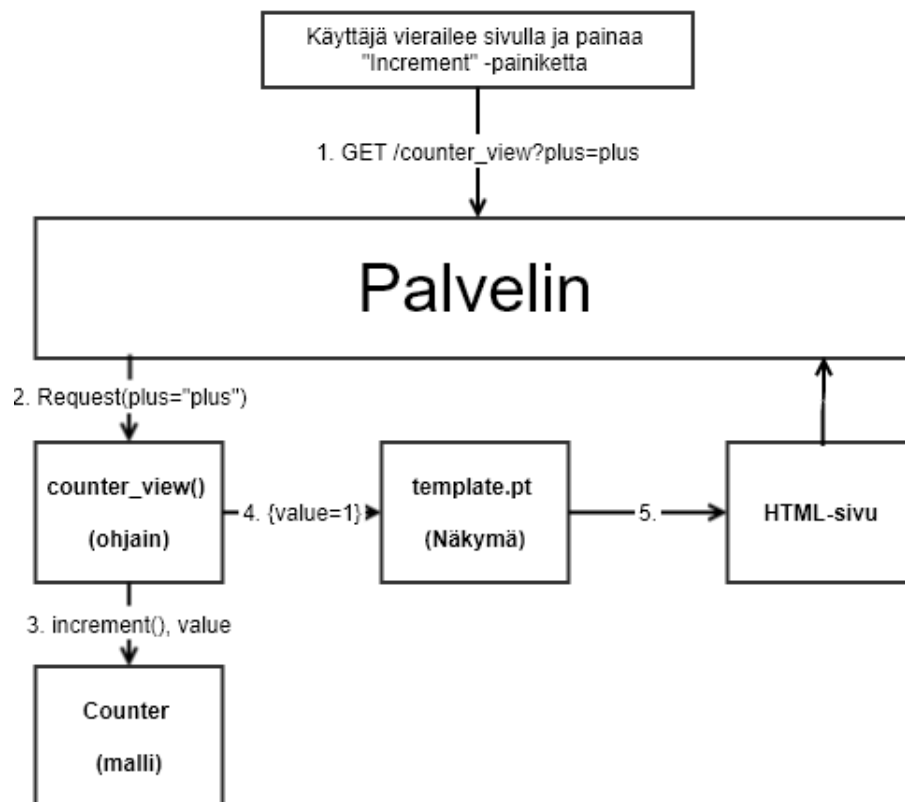 Käyttäjä vierailee sivulla ja painaa
"Increment" -painiketta
1. GET /counter_view?plus=plus
Palvelin
2. Request(plus="plus")
counter_view()
(ohjain)
4. {value=1}
template.pt
(Näkymä)
5.
HTML-sivu
3. increment(), value
Counter
(malli)